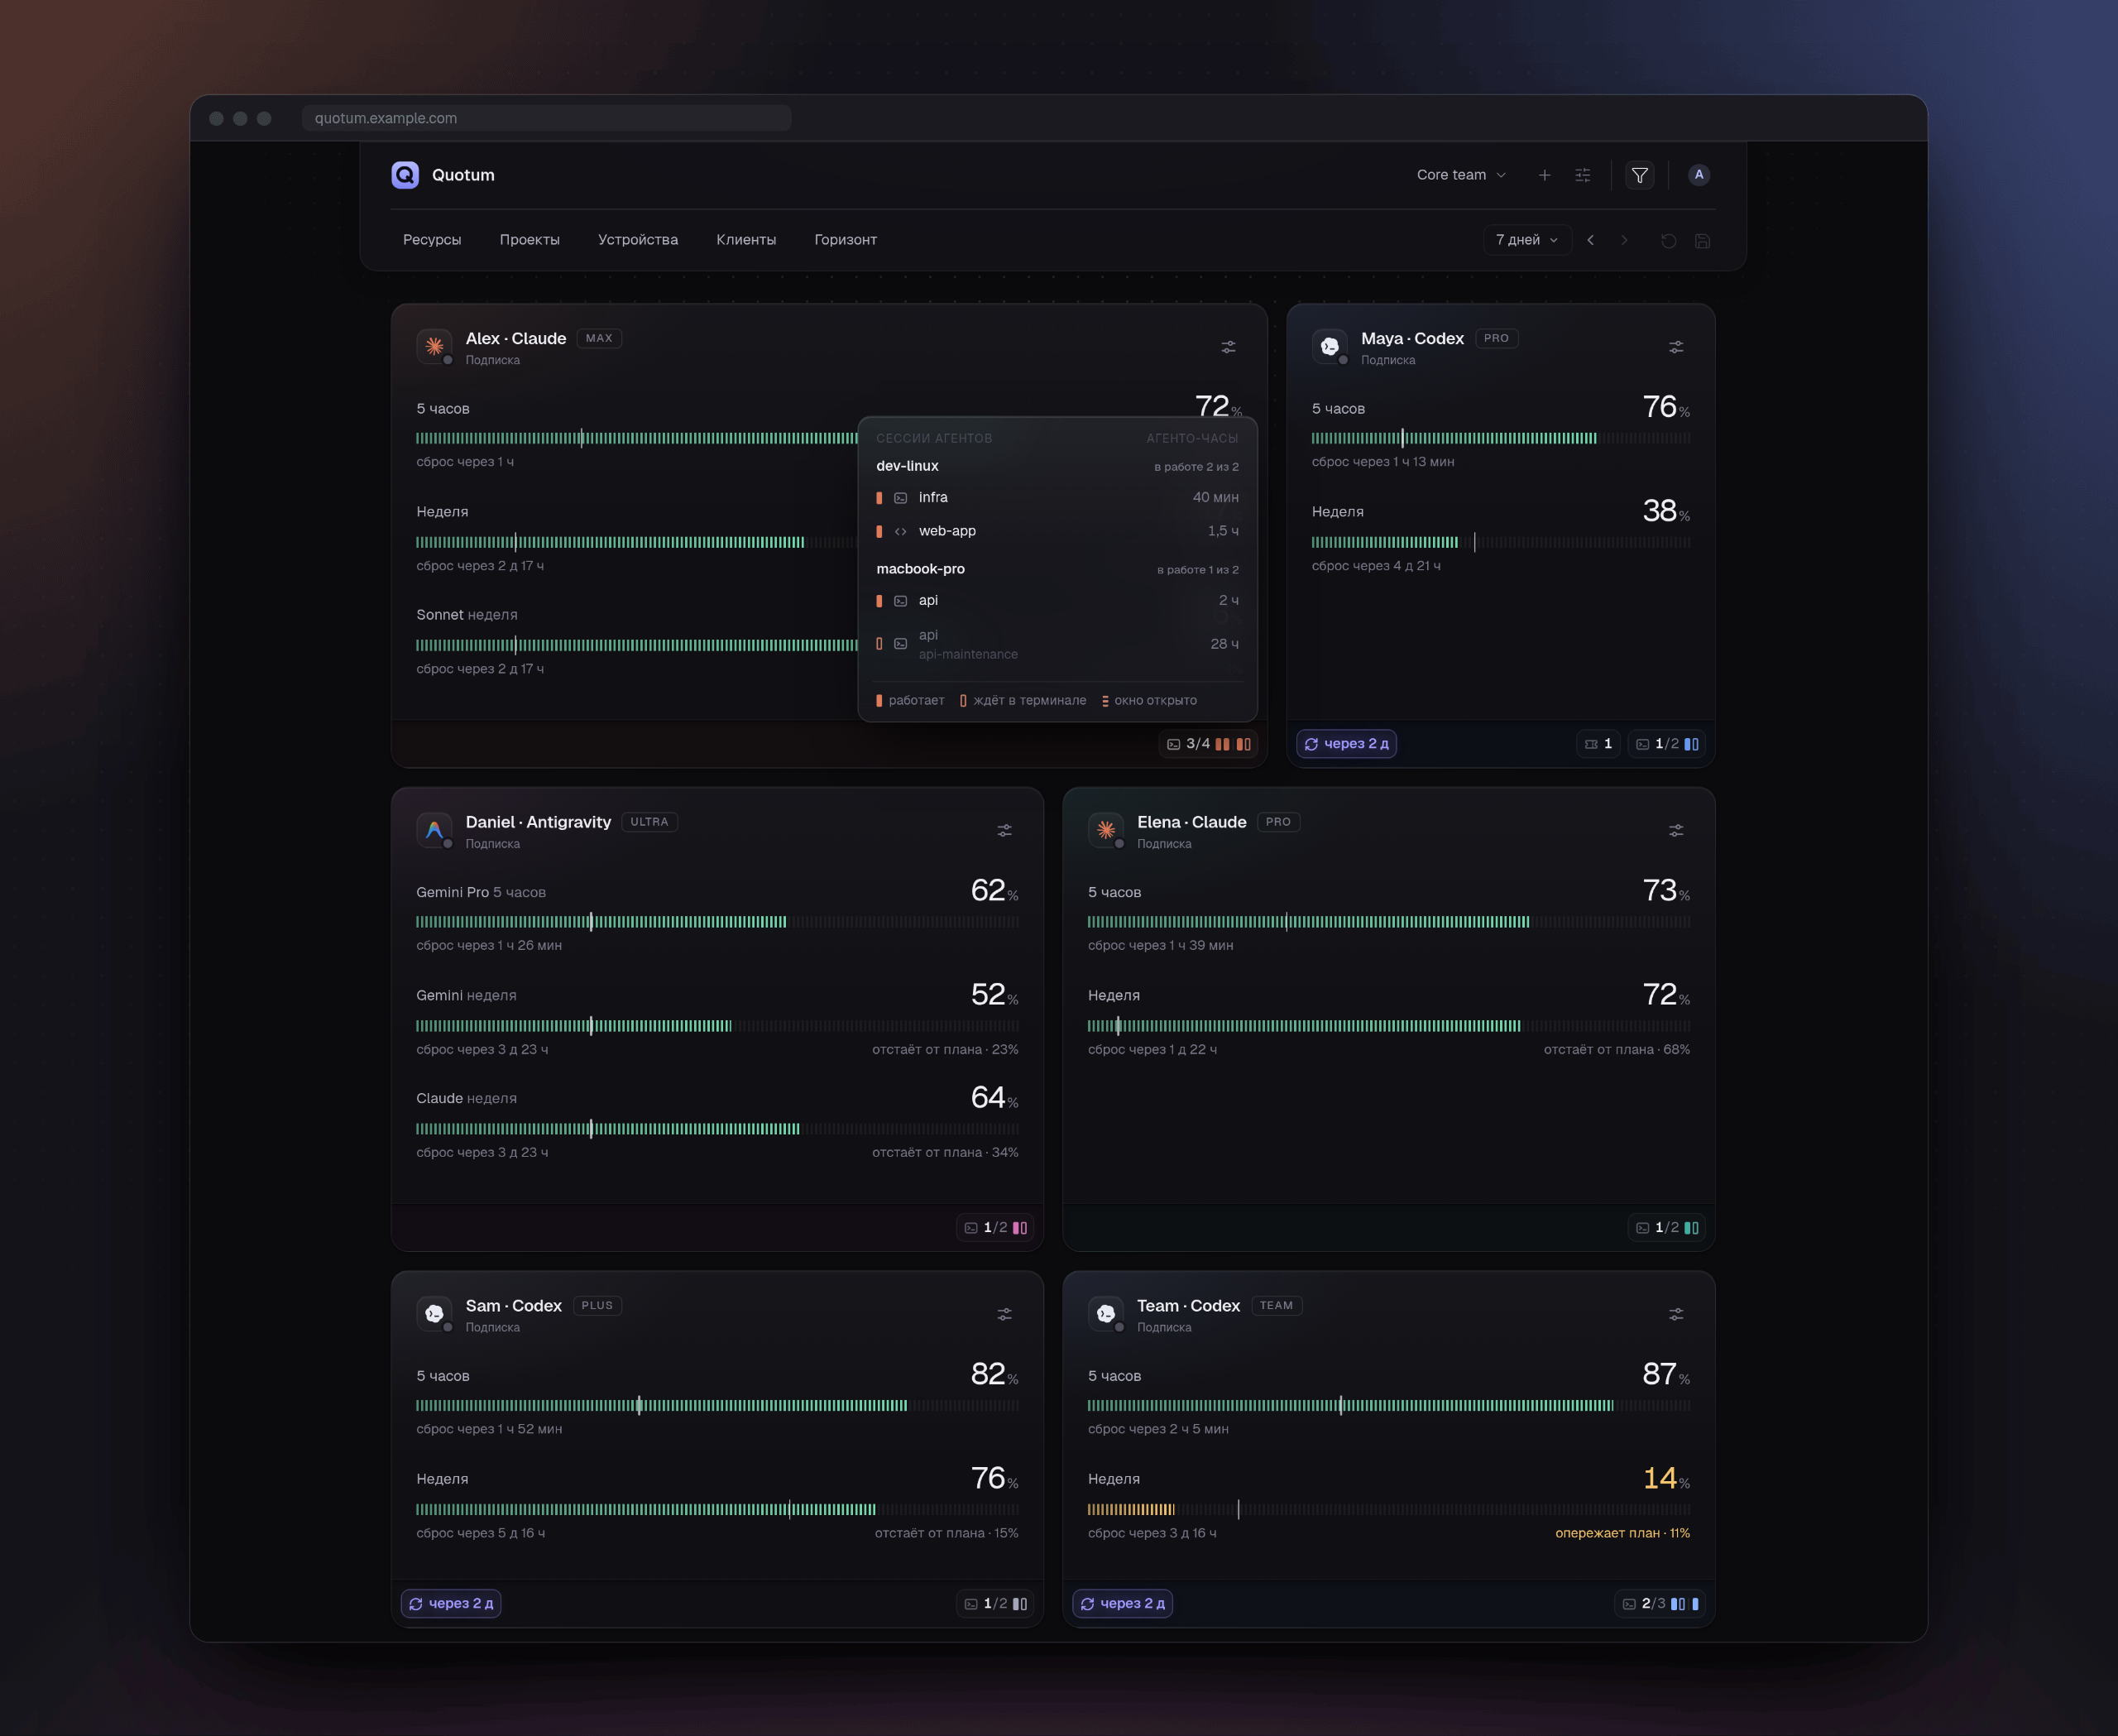 quotum.example.com
Quotum
Core team
A
Ресурсы Проекты Устройства Клиенты Горизонт
7 дней
Alex · Claude MAX
Подписка
5 часов
72%
сброс через 1 ч
Неделя
сброс через 2 д 17 ч
Sonnet неделя
сброс через 2 д 17 ч
СЕССИИ АГЕНТОВ АГЕНТО-ЧАСЫ
dev-linux в работе 2 из 2
infra 40 мин
web-app 1,5 ч
macbook-pro в работе 1 из 2
api 2 ч
api 28 ч
api-maintenance
работает ждёт в терминале окно открыто
3/4
Maya · Codex PRO
Подписка
5 часов 76%
сброс через 1 ч 13 мин
Неделя 38%
сброс через 4 д 21 ч
через 2 д 1 1/2
Daniel · Antigravity ULTRA
Подписка
Gemini Pro 5 часов 62%
сброс через 1 ч 26 мин
Gemini неделя 52%
сброс через 3 д 23 ч отстаёт от плана · 23%
Claude неделя 64%
сброс через 3 д 23 ч отстаёт от плана · 34%
1/2
Elena · Claude PRO
Подписка
5 часов 73%
сброс через 1 ч 39 мин
Неделя 72%
сброс через 1 д 22 ч отстаёт от плана · 68%
1/2
Sam · Codex PLUS
Подписка
5 часов 82%
сброс через 1 ч 52 мин
Неделя 76%
сброс через 5 д 16 ч отстаёт от плана · 15%
через 2 д 1/2
Team · Codex TEAM
Подписка
5 часов 87%
сброс через 2 ч 5 мин
Неделя 14%
сброс через 3 д 16 ч опережает план · 11%
через 2 д 2/3